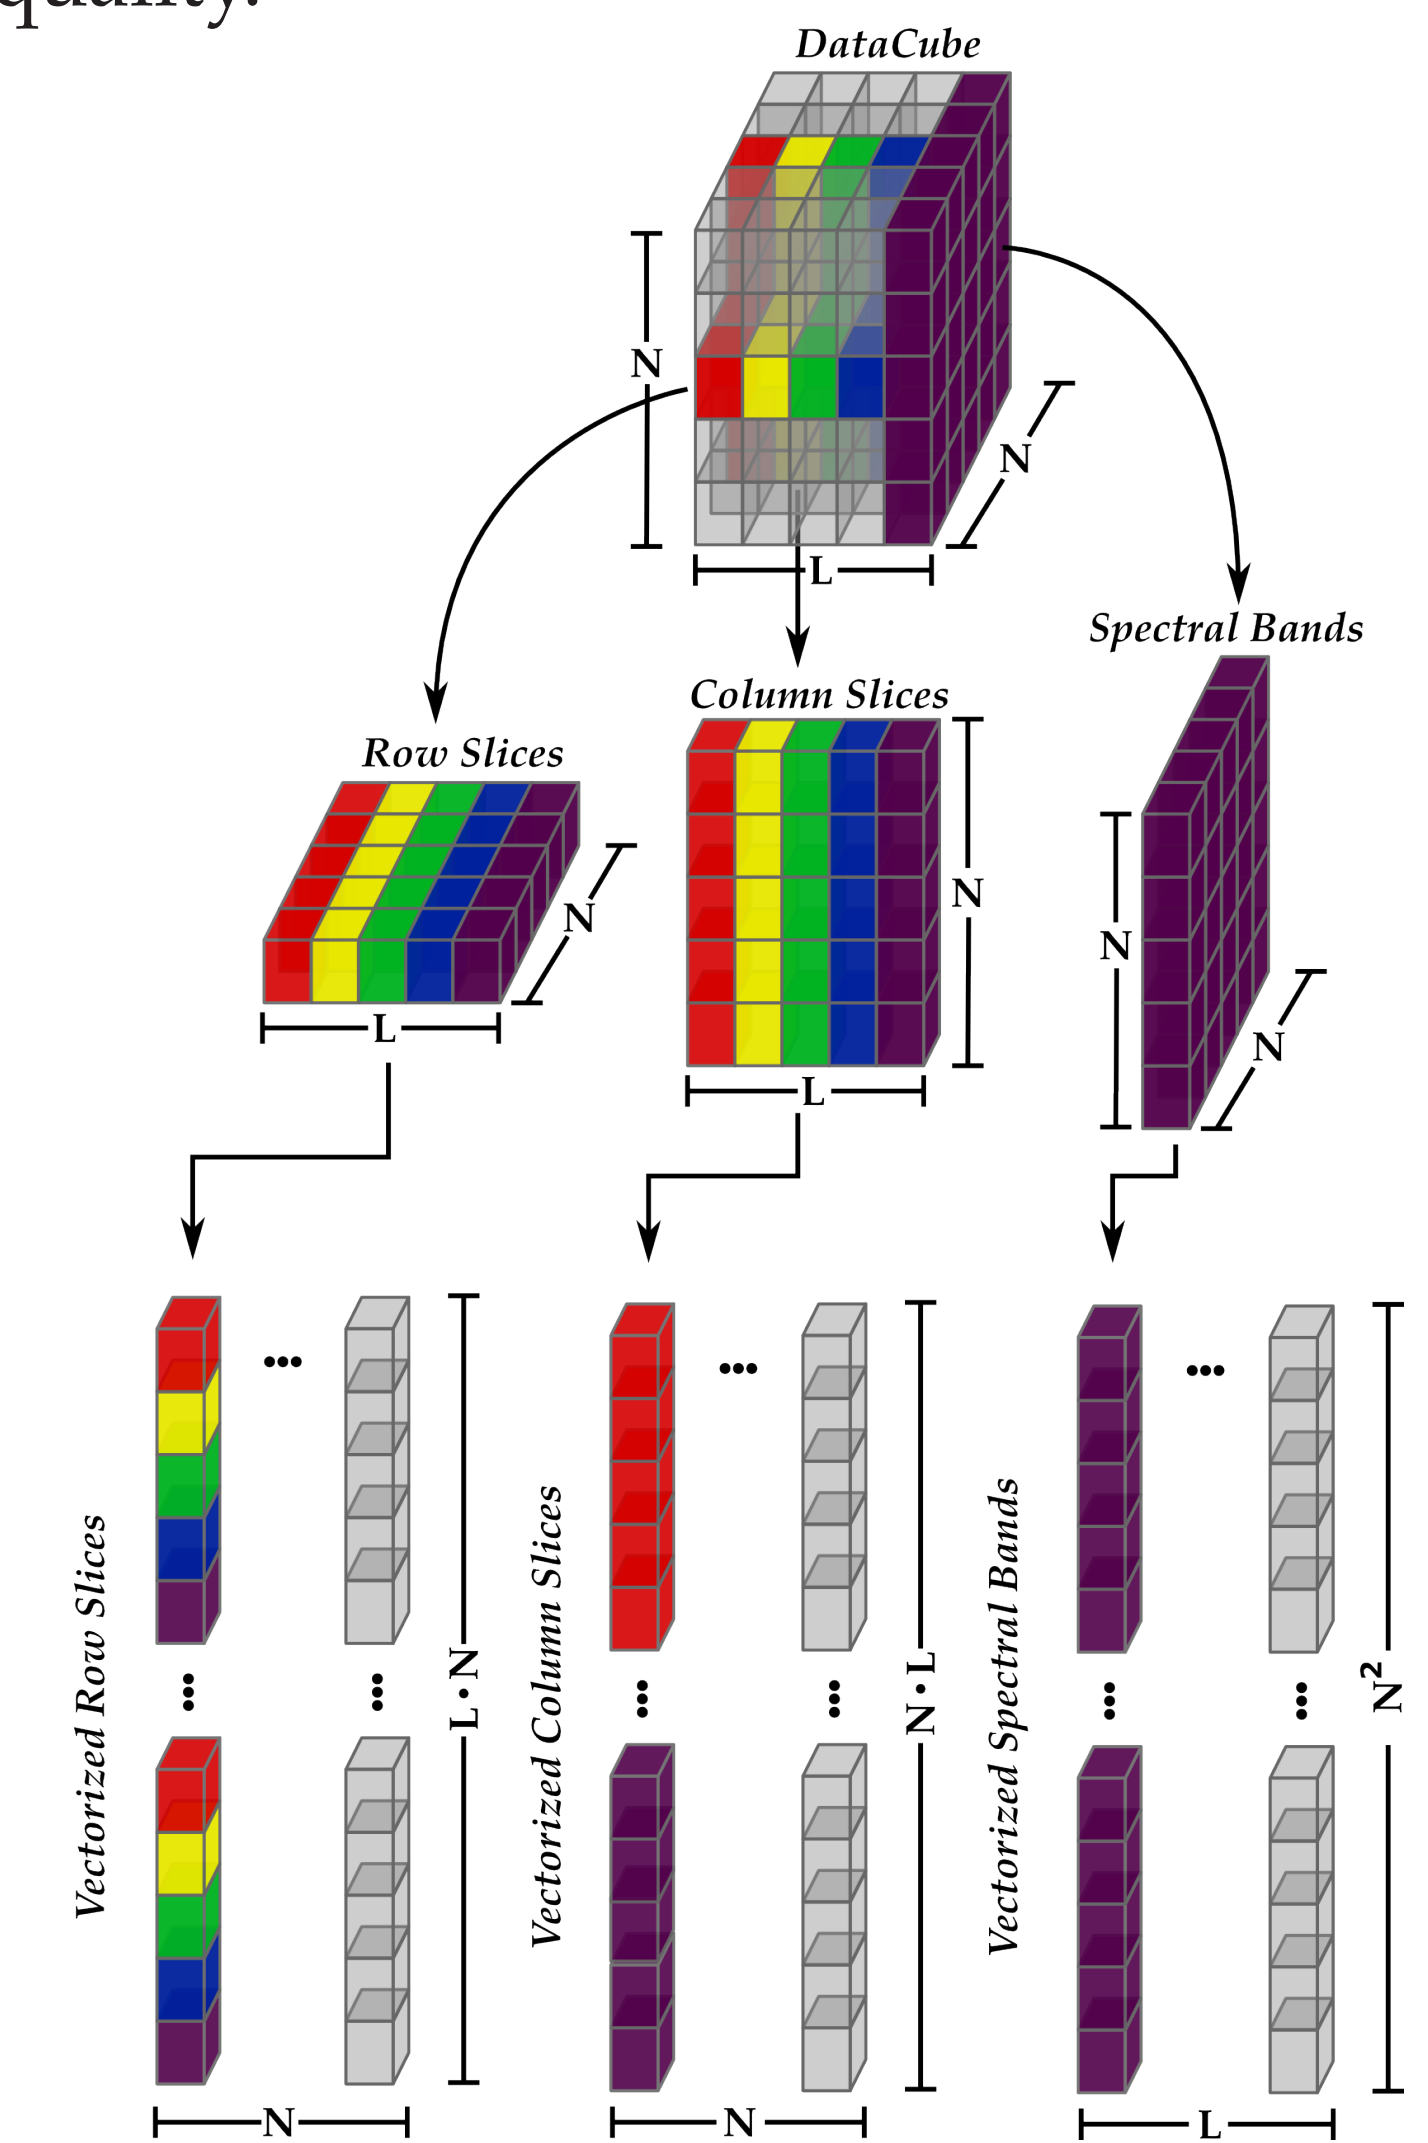 quality.
DataCube
N
N
L
Spectral Bands
Column Slices
Row Slices
N
N
N
L
N
L
Vectorized Row Slices
L·N
N
Vectorized Column Slices
N·L
N
Vectorized Spectral Bands
N²
L